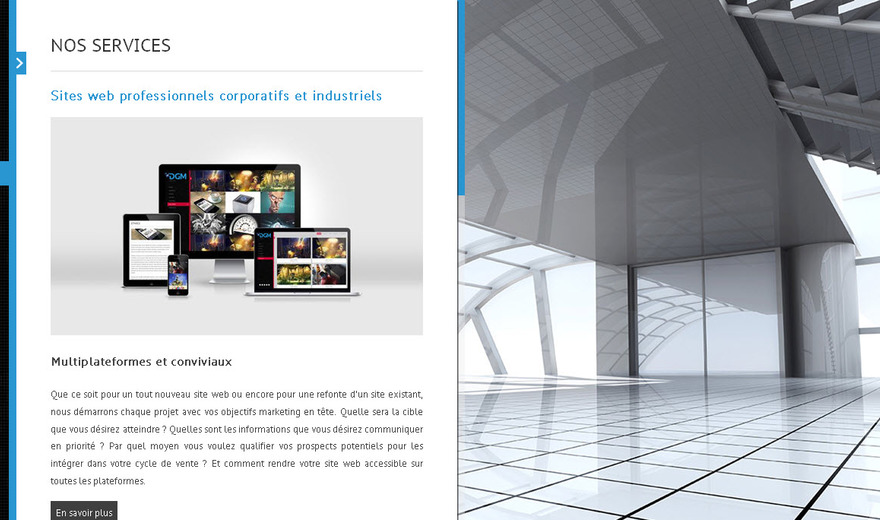 NOS SERVICES
Sites web professionnels corporatifs et industriels
DGM
DGM
Multiplateformes et conviviaux
Que ce soit pour un tout nouveau site web ou encore pour une refonte d'un site existant,
nous démarrons chaque projet avec vos objectifs marketing en tête. Quelle sera la cible
que vous désirez atteindre ? Quelles sont les informations que vous désirez communiquer
en priorité ? Par quel moyen vous voulez qualifier vos prospects potentiels pour les
intégrer dans votre cycle de vente ? Et comment rendre votre site web accessible sur
toutes les plateformes.
En savoir plus